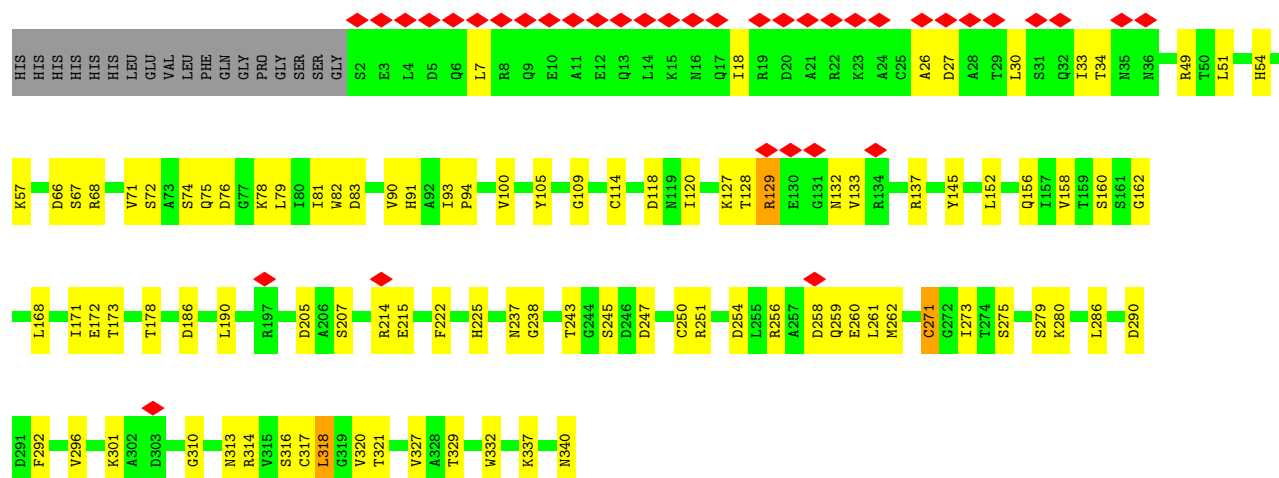 HIS HIS HIS HIS HIS HIS LEU GLU VAL LEU PHE GLN GLY PRO GLY SER SER GLY S2 E3 L4 D5 Q6 L7 R8 Q9 E10 A11 E12 Q13 L14 K15 N16 Q17 I18 R19 D20 A21 R22 K23 A24 C25 A26 D27 A28 T29 L30 S31 Q32 I33 T34 N35 N36 R49 T50 L51 H54
K57 D66 S67 R68 V71 S72 A73 S74 Q75 D76 G77 K78 L79 I80 I81 W82 D83 V90 H91 A92 I93 P94 V100 Y105 G109 C114 D118 N119 I120 K127 T128 R129 E130 G131 N132 V133 R134 R137 Y145 L152 Q156 I157 V158 T159 S160 S161 G162
L168 I171 E172 T173 T178 D186 L190 R197 D205 A206 S207 R214 E215 F222 H225 N237 G238 T243 G244 S245 D246 D247 C250 R251 D254 L255 R256 A257 D258 Q259 E260 L261 M262 C271 G272 I273 T274 S275 S279 K280 L286 D290
D291 F292 V296 K301 A302 D303 G310 N313 R314 V315 S316 C317 L318 G319 V320 T321 V327 A328 T329 W332 K337 N340